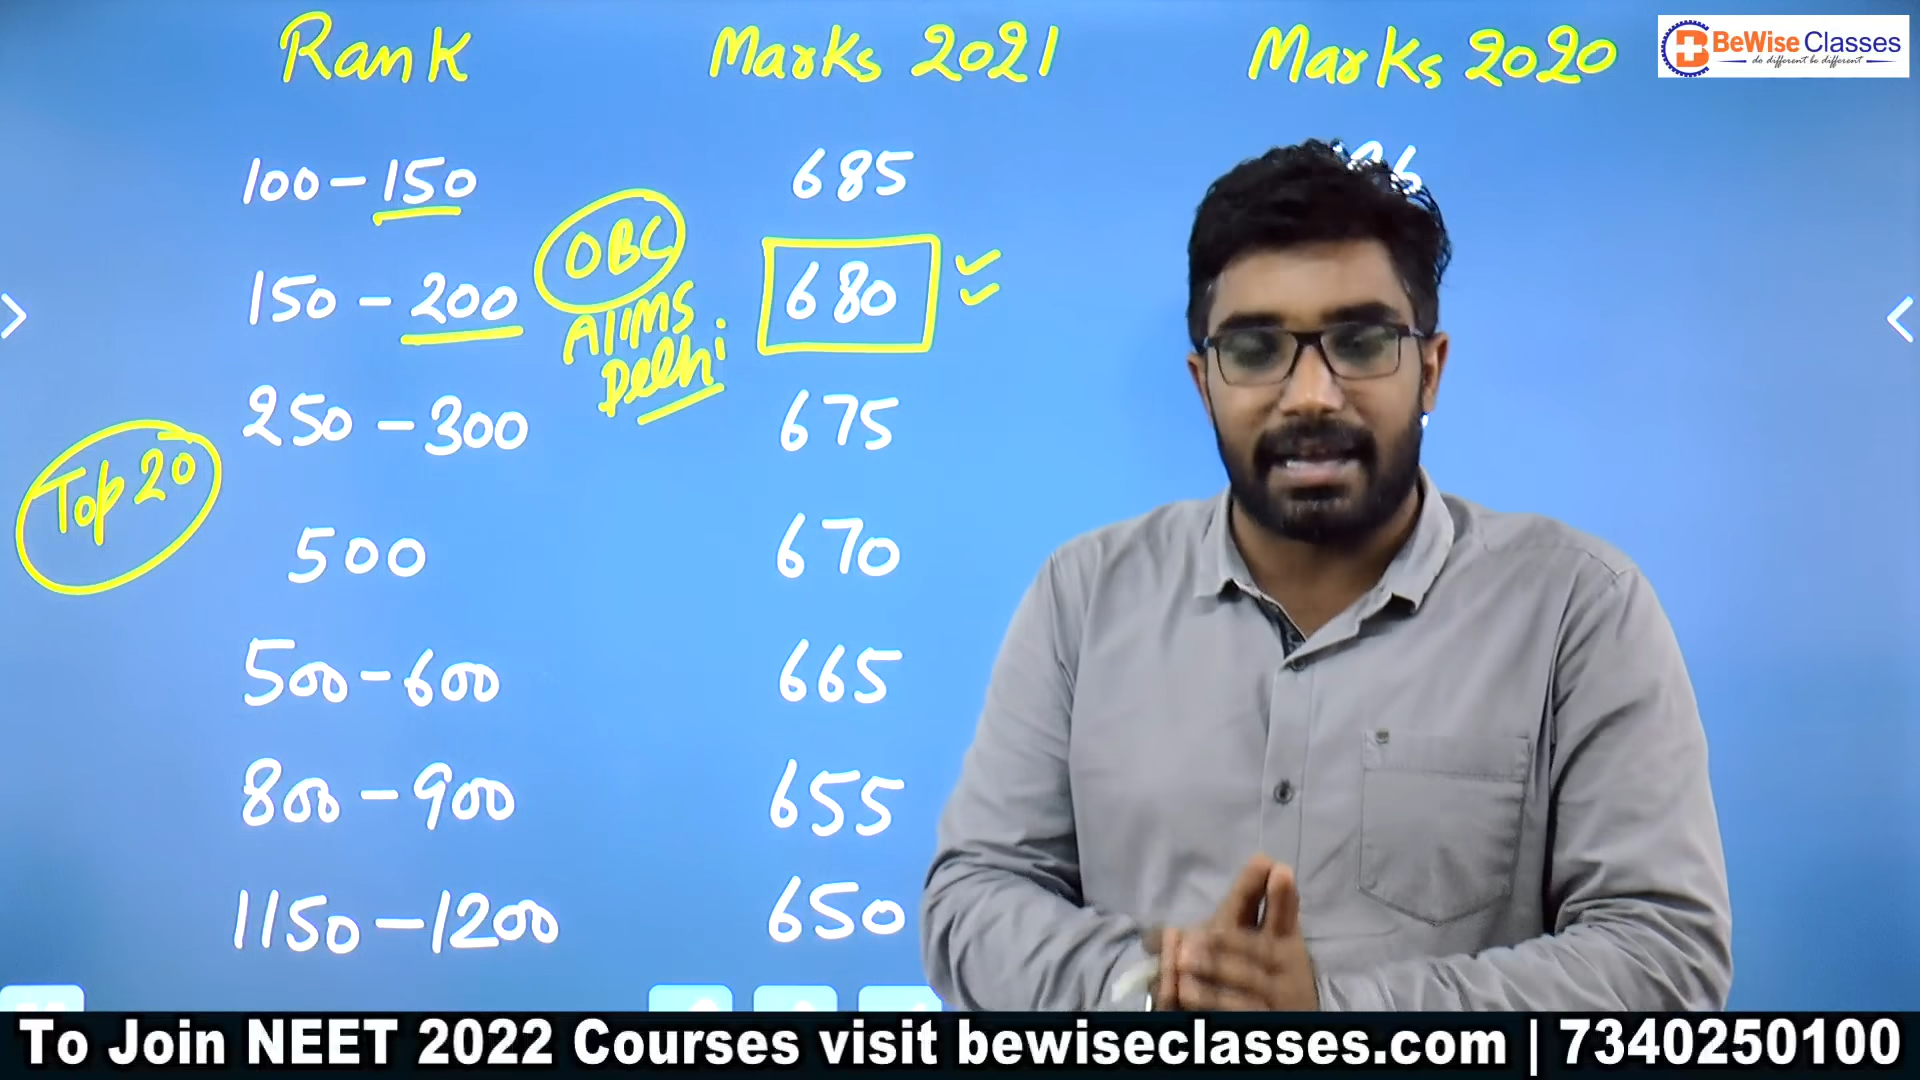 Rank Marks 2021 Marks 2020
BeWise Classes
do different be different
100-150 685
150-200 680
OBC
AIIMS
Delhi
250-300 675
Top 20
500 670
500-600 665
800-900 655
1150-1200 650
To Join NEET 2022 Courses visit bewiseclasses.com | 7340250100